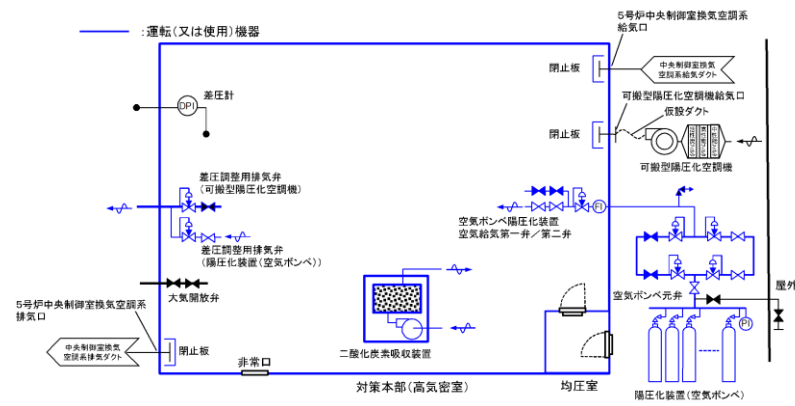 ：運転（又は使用）機器
5号炉中央制御室換気空調系
給気口
閉止板
中央制御室換気
空調系給気ダクト
差圧計
DPI
可搬型陽圧化空調機給気口
仮設ダクト
閉止板
可搬型陽圧化空調機
差圧調整用排気弁
（可搬型陽圧化空調機）
空気ボンベ陽圧化装置
空気給気第一弁／第二弁
FI
差圧調整用排気弁
（陽圧化装置（空気ボンベ））
大気開放弁
空気ボンベ元弁
屋外
5号炉中央制御室換気空調系
排気口
中央制御室換気
空調系排気ダクト
閉止板
二酸化炭素吸収装置
PI
非常口
対策本部（高気密室）
均圧室
陽圧化装置（空気ボンベ）